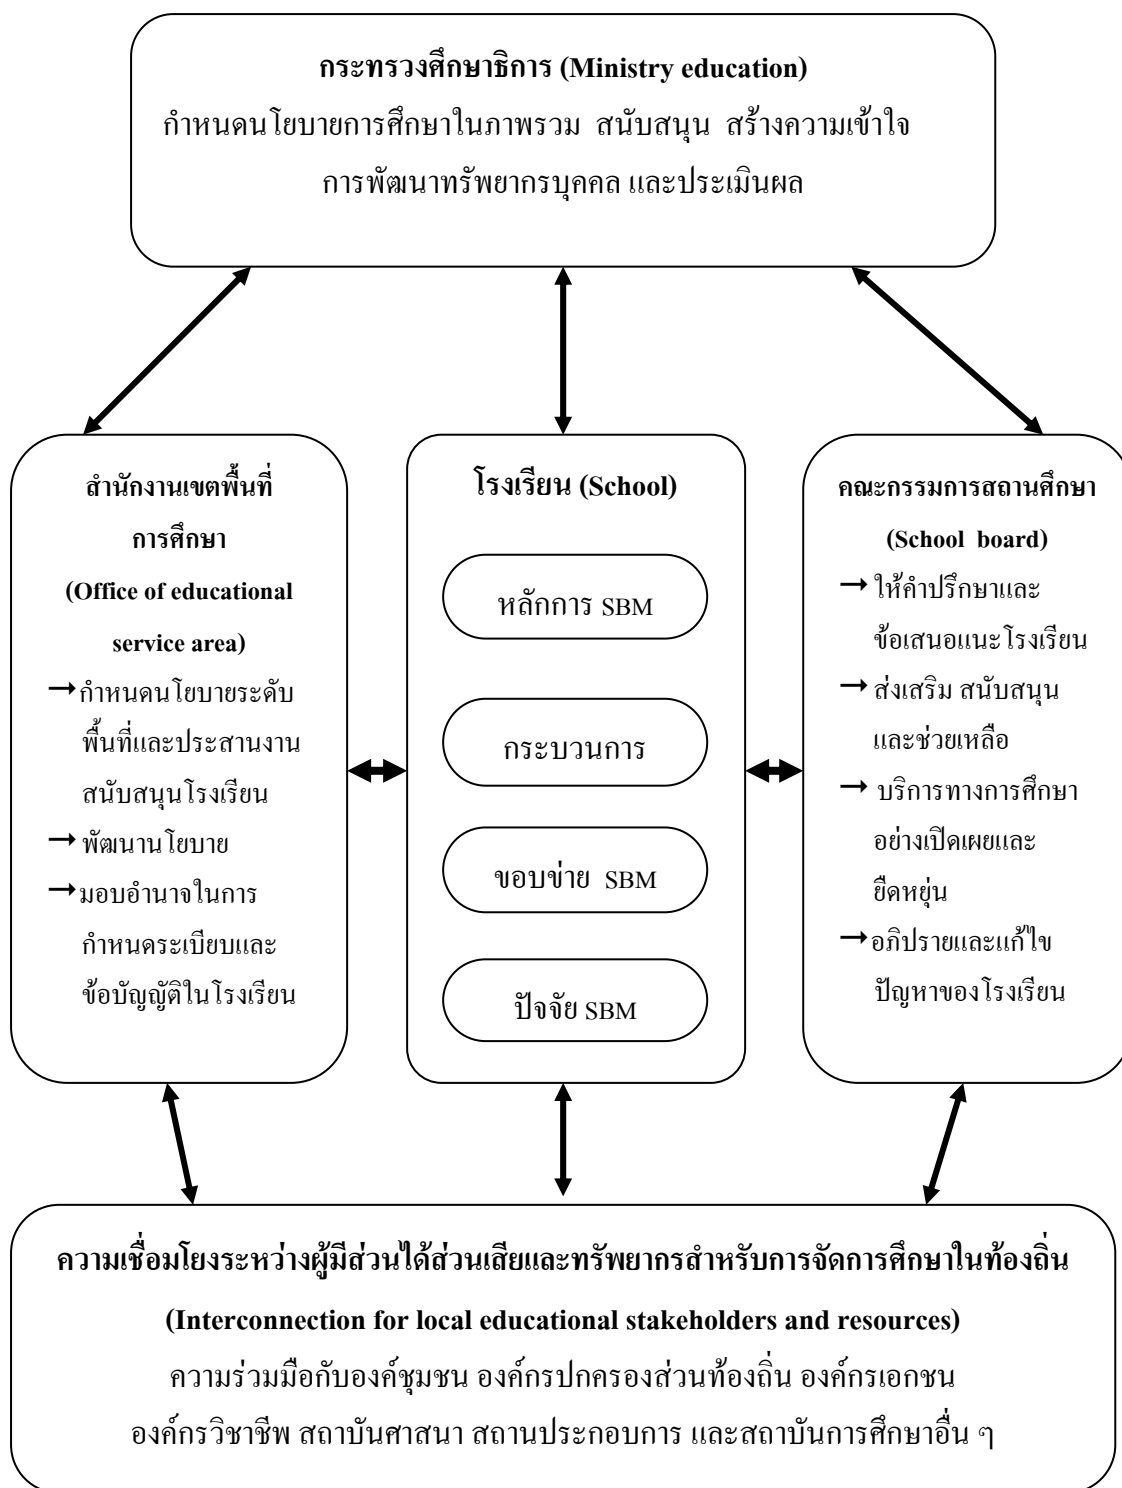 กระทรวงศึกษาธิการ (Ministry education)
กำหนดนโยบายการศึกษาในภาพรวม สนับสนุน สร้างความเข้าใจ
การพัฒนาทรัพยากรบุคคล และประเมินผล
สำนักงานเขตพื้นที่
การศึกษา
(Office of educational
service area)
→ กำหนดนโยบายระดับ
พื้นที่และประสานงาน
สนับสนุนโรงเรียน
→ พัฒนานโยบาย
→ มอบอำนาจในการ
กำหนดระเบียบและ
ข้อบัญญัติในโรงเรียน
โรงเรียน (School)
หลักการ SBM
กระบวนการ
ขอบข่าย SBM
ปัจจัย SBM
คณะกรรมการสถานศึกษา
(School board)
→ ให้คำปรึกษาและ
ข้อเสนอแนะโรงเรียน
→ ส่งเสริม สนับสนุน
และช่วยเหลือ
→ บริการทางการศึกษา
อย่างเปิดเผยและ
ยืดหยุ่น
→ อภิปรายและแก้ไข
ปัญหาของโรงเรียน
ความเชื่อมโยงระหว่างผู้มีส่วนได้ส่วนเสียและทรัพยากรสำหรับการจัดการศึกษาในท้องถิ่น
(Interconnection for local educational stakeholders and resources)
ความร่วมมือกับองค์ชุมชน องค์กรปกครองส่วนท้องถิ่น องค์กรเอกชน
องค์กรวิชาชีพ สถาบันศาสนา สถานประกอบการ และสถาบันการศึกษาอื่น ๆ